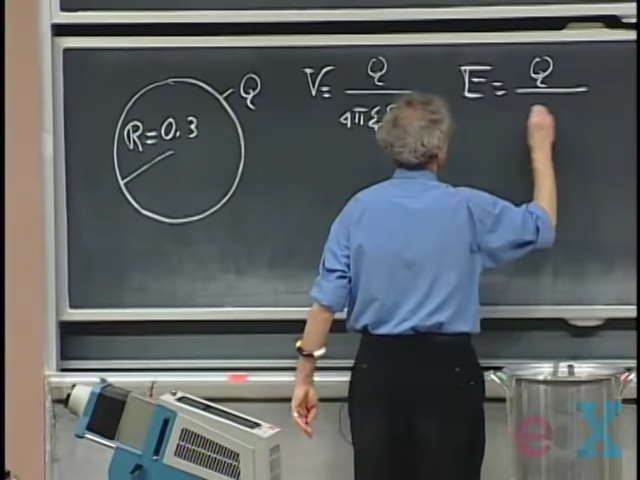 Q
R=0.3
V= Q
4πε
E= Q
edX